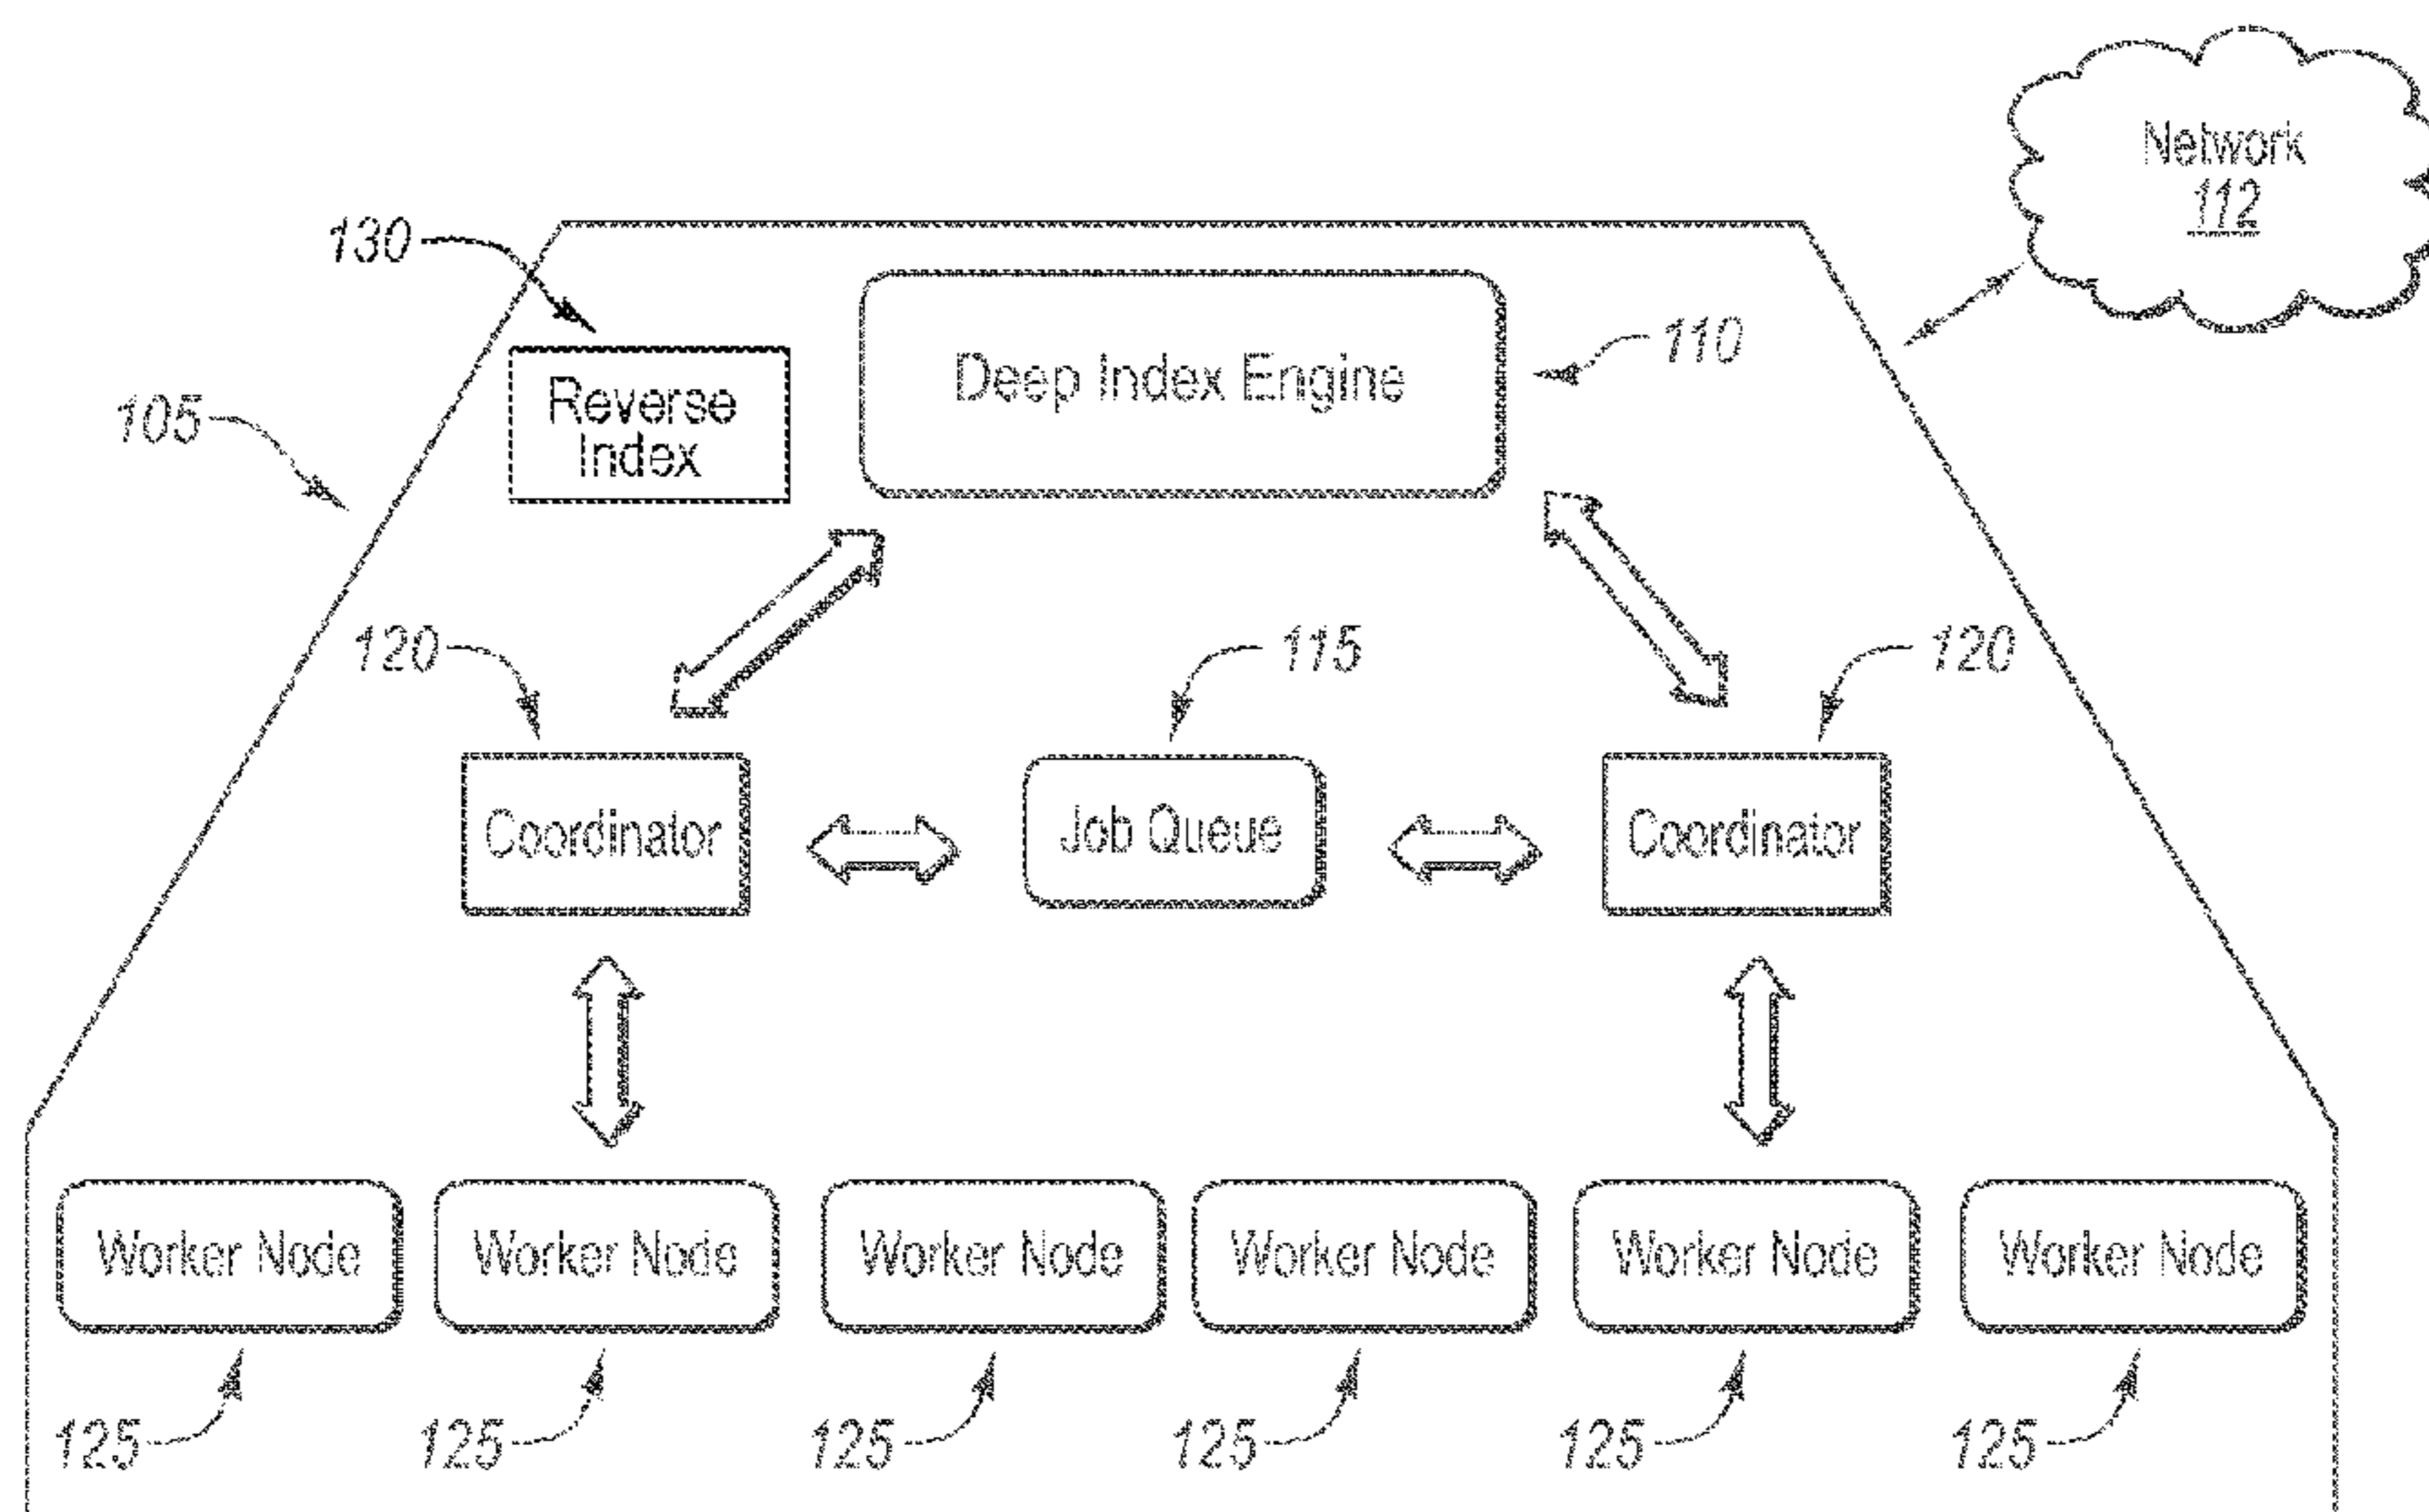 Network
112
130
110
Deep Index Engine
Reverse
Index
105
120
115
120
Coordinator
Job Queue
Coordinator
Worker Node
Worker Node
Worker Node
Worker Node
Worker Node
Worker Node
125
125
125
125
125
125